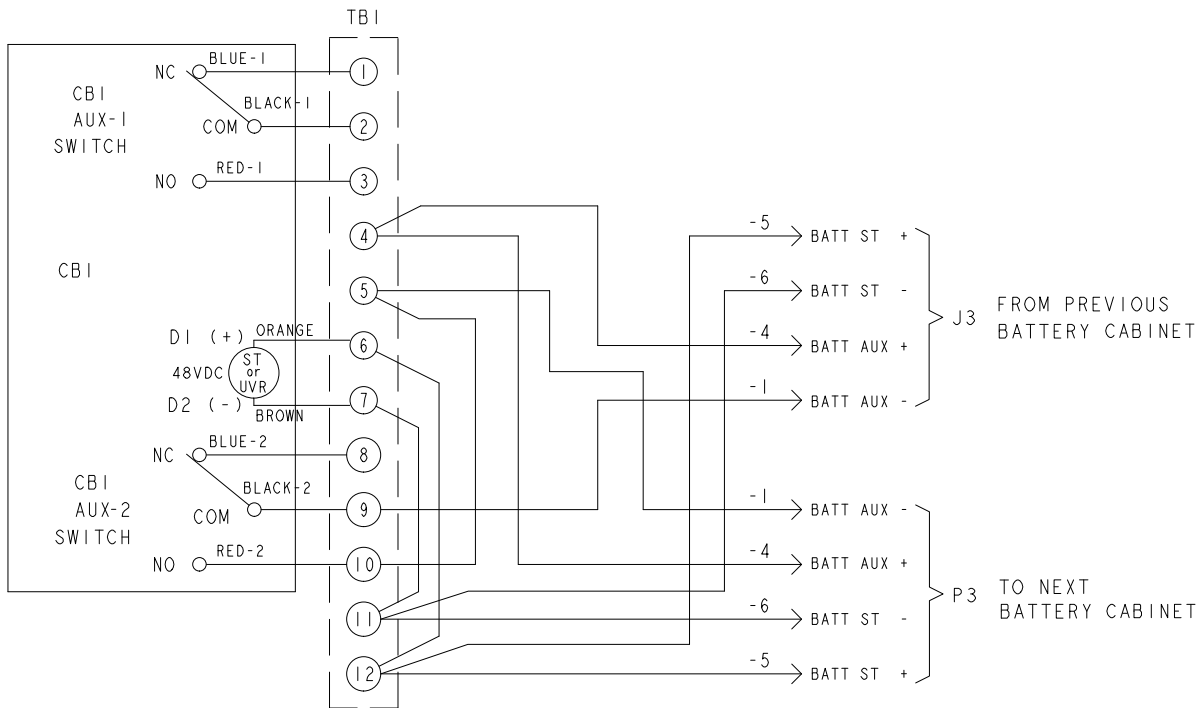 TB1
BLUE-1
NC
1
CB1
AUX-1
SWITCH
BLACK-1
COM
2
RED-1
NO
3
4
-5
BATT ST +
CB1
5
-6
BATT ST -
J3
FROM PREVIOUS
BATTERY CABINET
D1 (+)
ORANGE
6
-4
BATT AUX +
48VDC
ST
or
UVR
D2 (-)
BROWN
7
-1
BATT AUX -
BLUE-2
NC
8
CB1
AUX-2
SWITCH
BLACK-2
COM
9
-1
BATT AUX -
RED-2
NO
10
-4
BATT AUX +
P3
TO NEXT
BATTERY CABINET
11
-6
BATT ST -
12
-5
BATT ST +